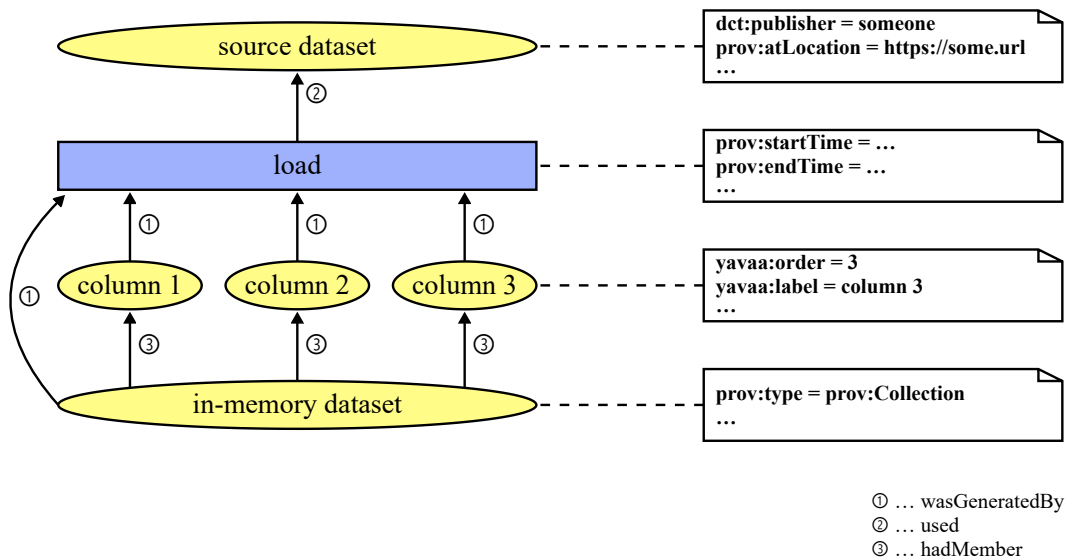 source dataset
dct:publisher = someone
prov:atLocation = https://some.url
…
②
load
prov:startTime = …
prov:endTime = …
…
①
①
①
①
column 1
column 2
column 3
yavaa:order = 3
yavaa:label = column 3
…
③
③
③
in-memory dataset
prov:type = prov:Collection
…
① … wasGeneratedBy
② … used
③ … hadMember